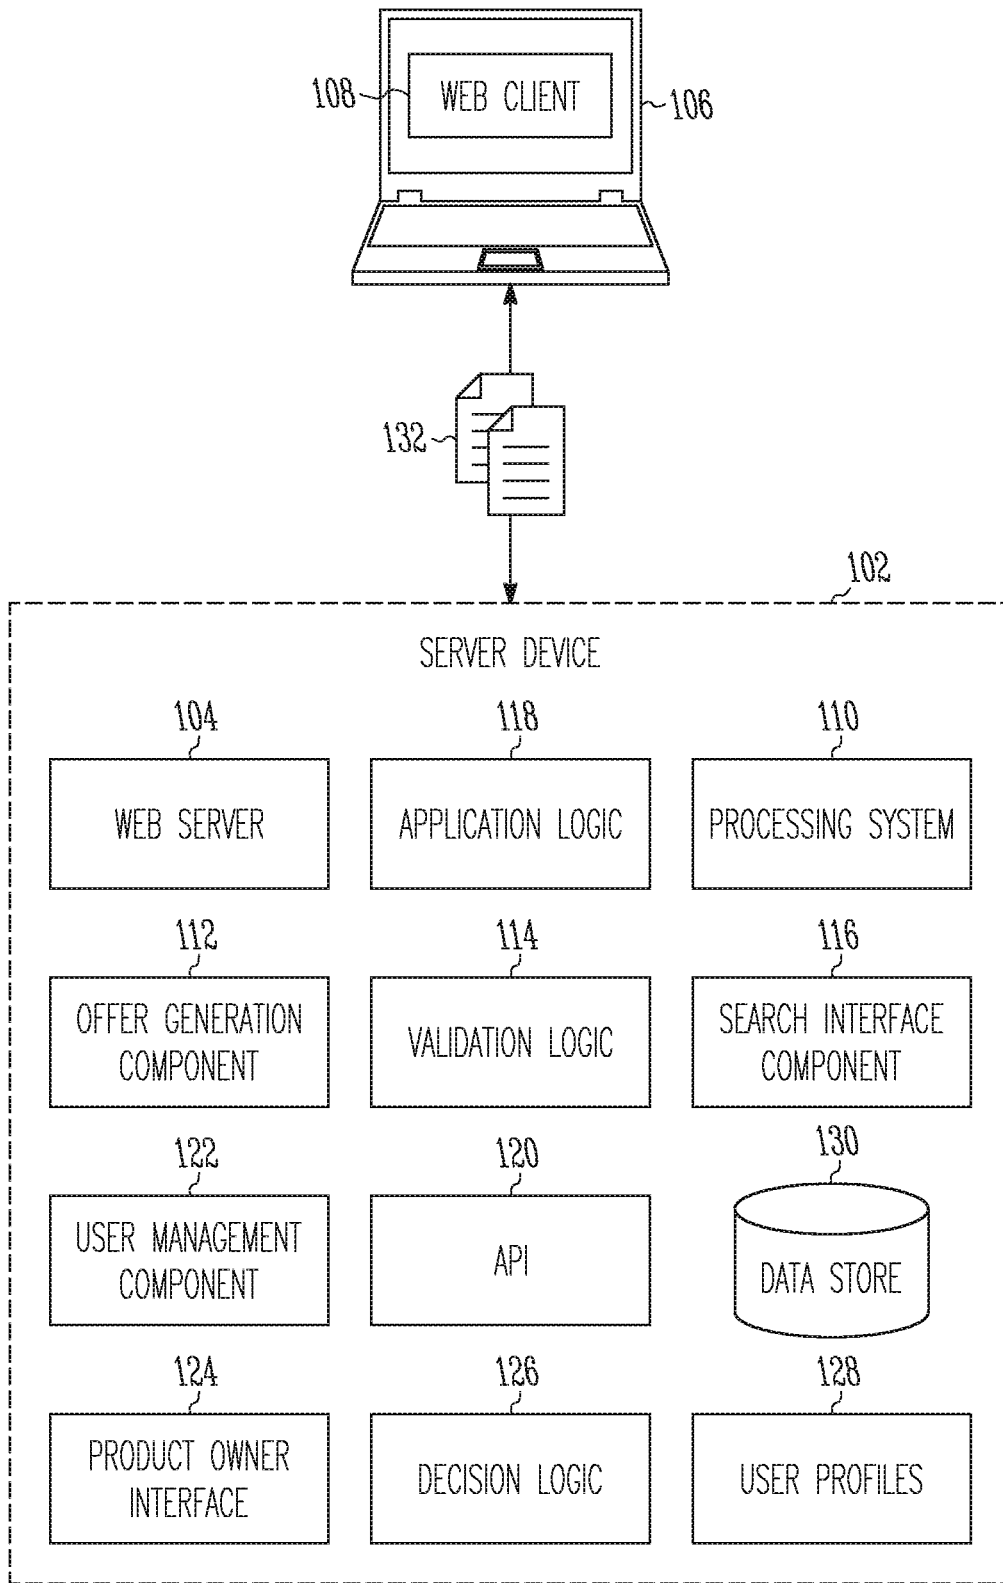 108
WEB CLIENT
106
132
102
SERVER DEVICE
104
118
110
WEB SERVER
APPLICATION LOGIC
PROCESSING SYSTEM
112
114
116
OFFER GENERATION
COMPONENT
VALIDATION LOGIC
SEARCH INTERFACE
COMPONENT
122
120
130
USER MANAGEMENT
COMPONENT
API
DATA STORE
124
126
128
PRODUCT OWNER
INTERFACE
DECISION LOGIC
USER PROFILES